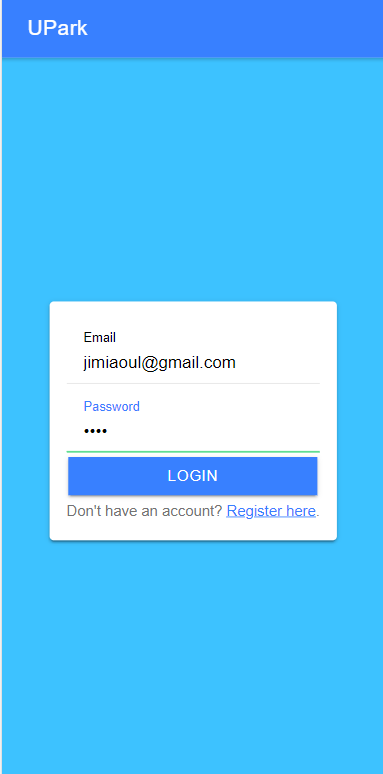 UPark
Email
jimiaoul@gmail.com
Password
••••
LOGIN
Don't have an account? Register here.